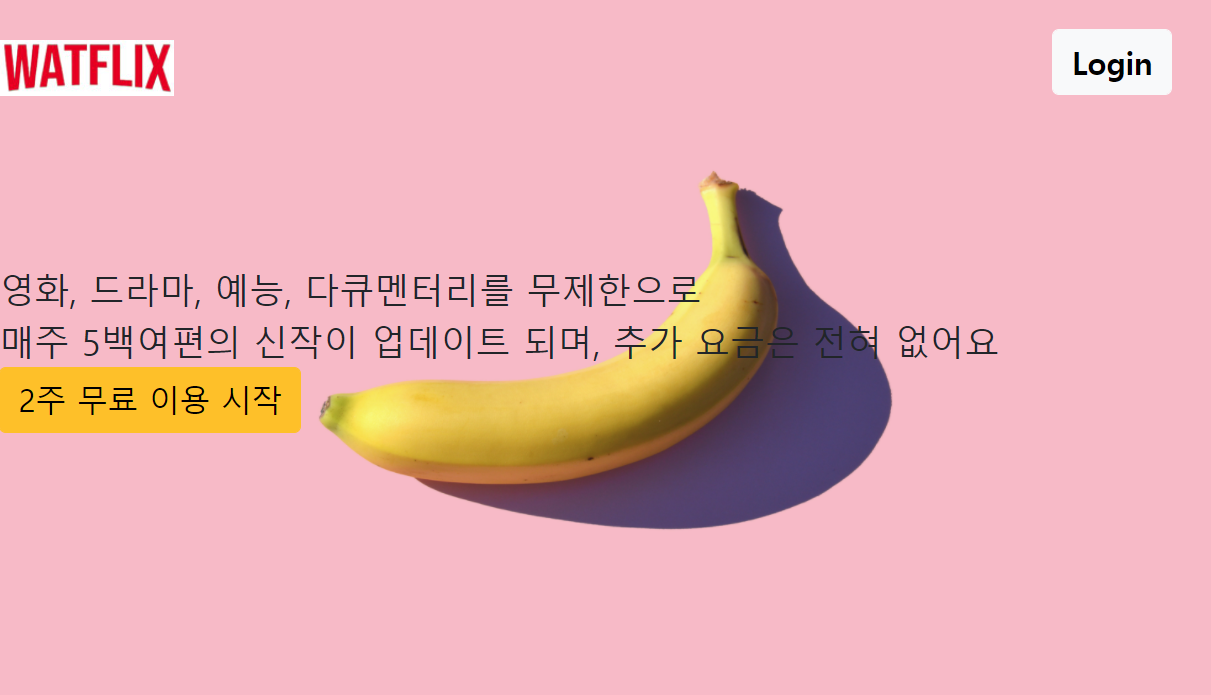 WATFLIX
Login
영화, 드라마, 예능, 다큐멘터리를 무제한으로
매주 5백여편의 신작이 업데이트 되며, 추가 요금은 전혀 없어요
2주 무료 이용 시작